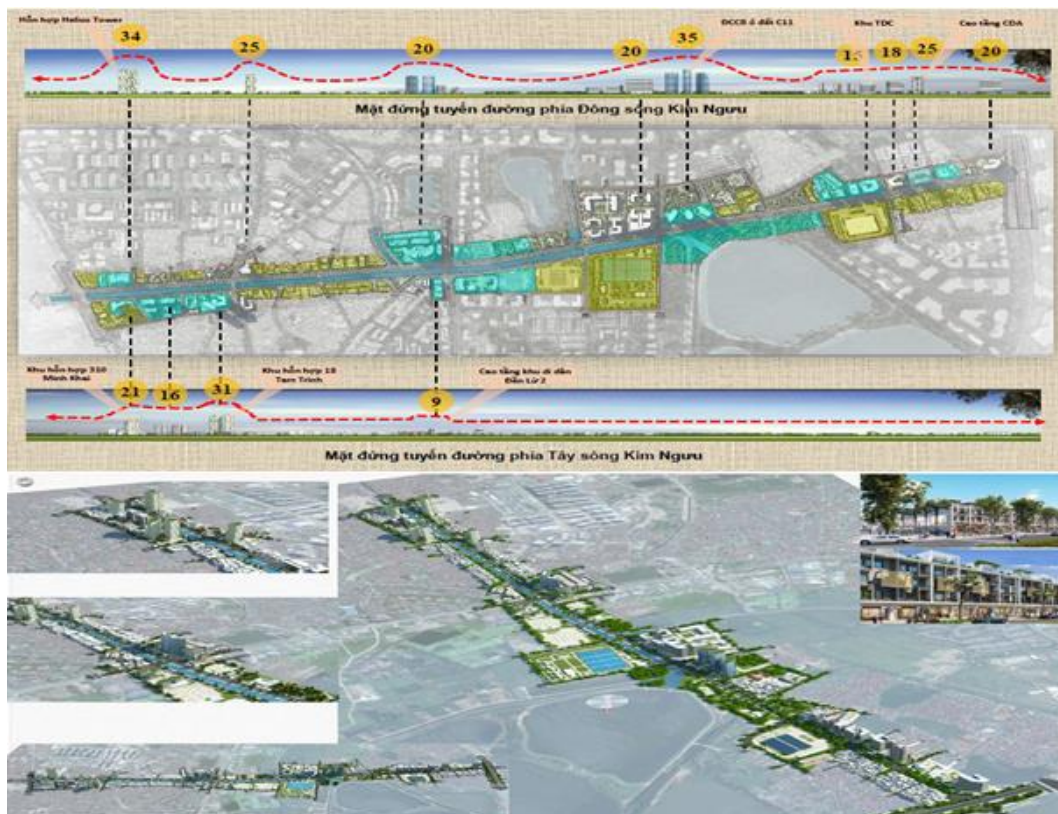 Hỗn hợp Helios Tower
ĐCCB ô đất C11
Khu TDC
Cao tầng CDA
34
25
20
20
35
15
18
25
20
Mặt đứng tuyến đường phía Đông sông Kim Ngưu
Khu hỗn hợp 310
Minh Khai
Khu hỗn hợp 18
Tam Trinh
Cao tầng khu di dân
Đền Lừ 2
21
16
31
9
Mặt đứng tuyến đường phía Tây sông Kim Ngưu